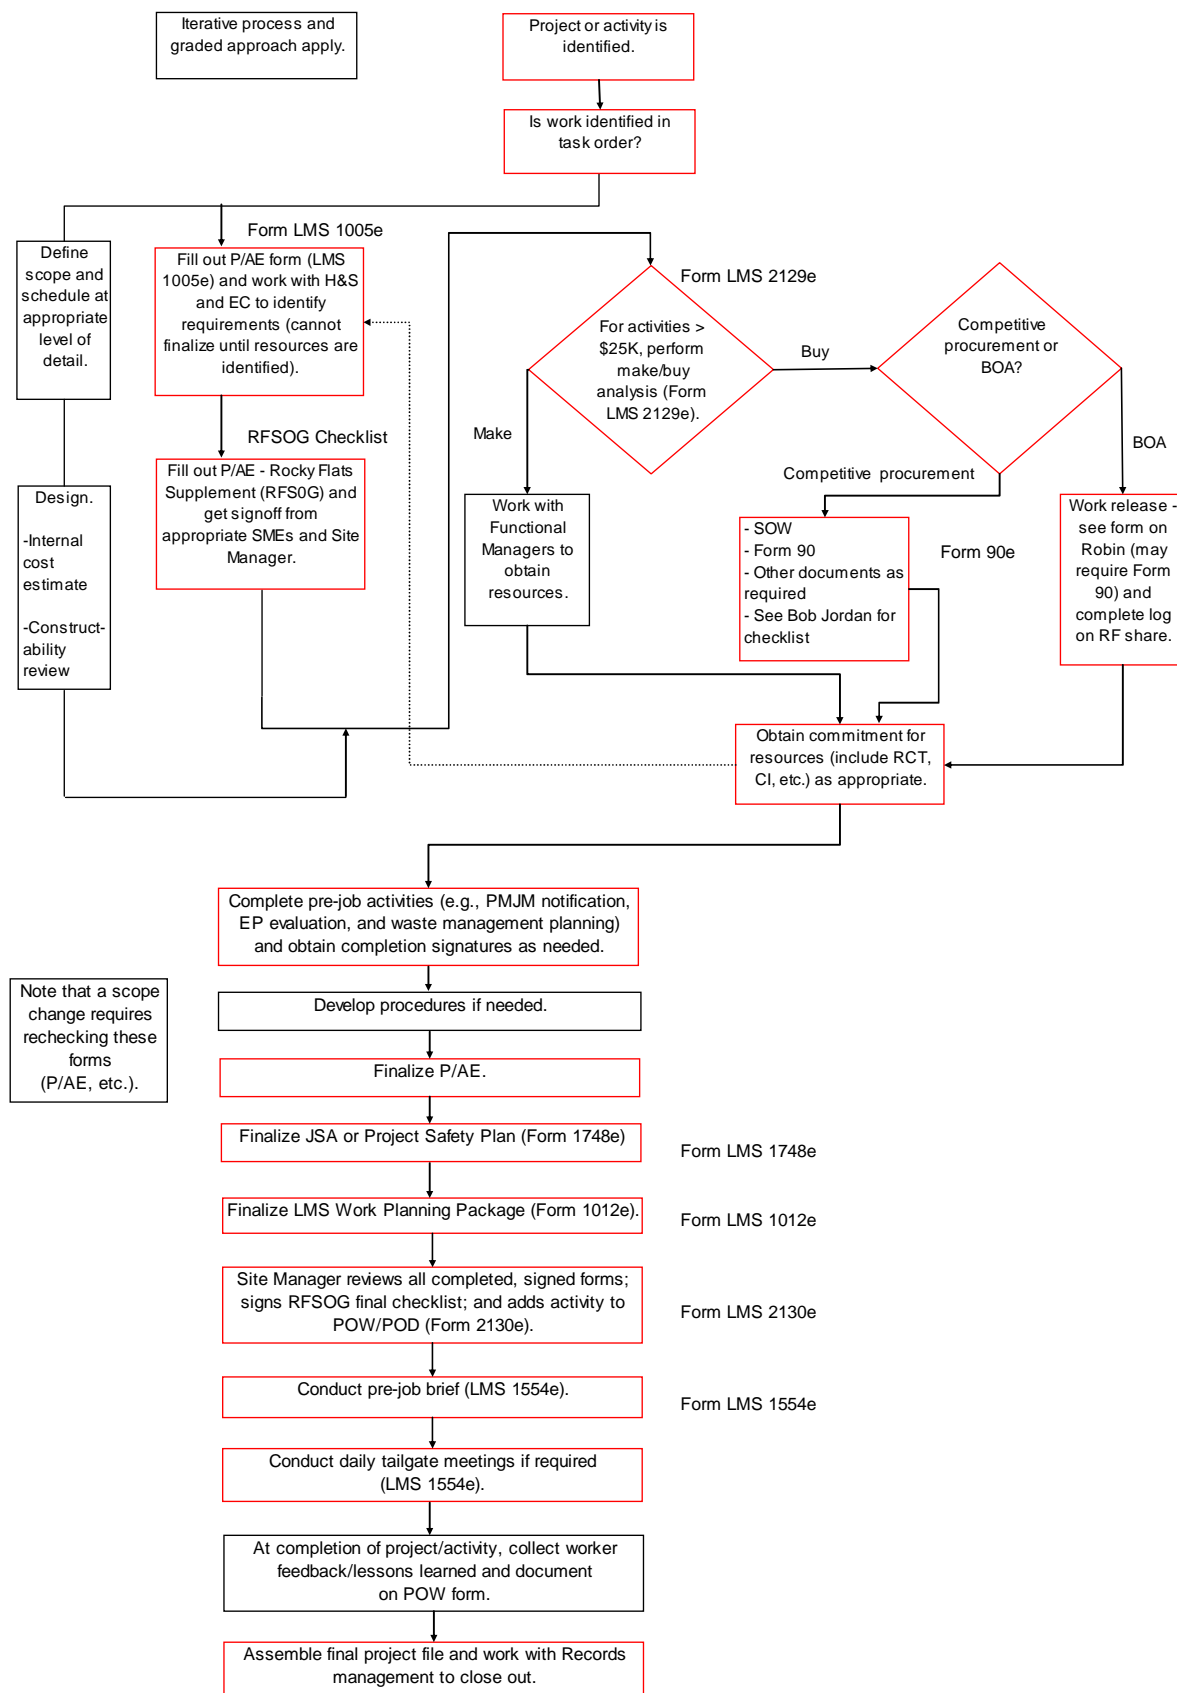 Iterative process and
graded approach apply.
Project or activity is
identified.
Is work identified in
task order?
Form LMS 1005e
Define
scope and
schedule at
appropriate
level of
detail.
Fill out P/AE form (LMS
1005e) and work with H&S
and EC to identify
requirements (cannot
finalize until resources are
identified).
Form LMS 2129e
For activities >
$25K, perform
make/buy
analysis (Form
LMS 2129e).
Buy
Competitive
procurement or
BOA?
Make
BOA
RFSOG Checklist
Fill out P/AE - Rocky Flats
Supplement (RFS0G) and
get signoff from
appropriate SMEs and Site
Manager.
Competitive procurement
Design.
-Internal
cost
estimate
-Construct-
ability
review
Work with
Functional
Managers to
obtain
resources.
- SOW
- Form 90
- Other documents as
required
- See Bob Jordan for
checklist
Form 90e
Work release -
see form on
Robin (may
require Form
90) and
complete log
on RF share.
Obtain commitment for
resources (include RCT,
CI, etc.) as appropriate.
Complete pre-job activities (e.g., PMJM notification,
EP evaluation, and waste management planning)
and obtain completion signatures as needed.
Note that a scope
change requires
rechecking these
forms
(P/AE, etc.).
Develop procedures if needed.
Finalize P/AE.
Finalize JSA or Project Safety Plan (Form 1748e)
Form LMS 1748e
Finalize LMS Work Planning Package (Form 1012e).
Form LMS 1012e
Site Manager reviews all completed, signed forms;
signs RFSOG final checklist; and adds activity to
POW/POD (Form 2130e).
Form LMS 2130e
Conduct pre-job brief (LMS 1554e).
Form LMS 1554e
Conduct daily tailgate meetings if required
(LMS 1554e).
At completion of project/activity, collect worker
feedback/lessons learned and document
on POW form.
Assemble final project file and work with Records
management to close out.